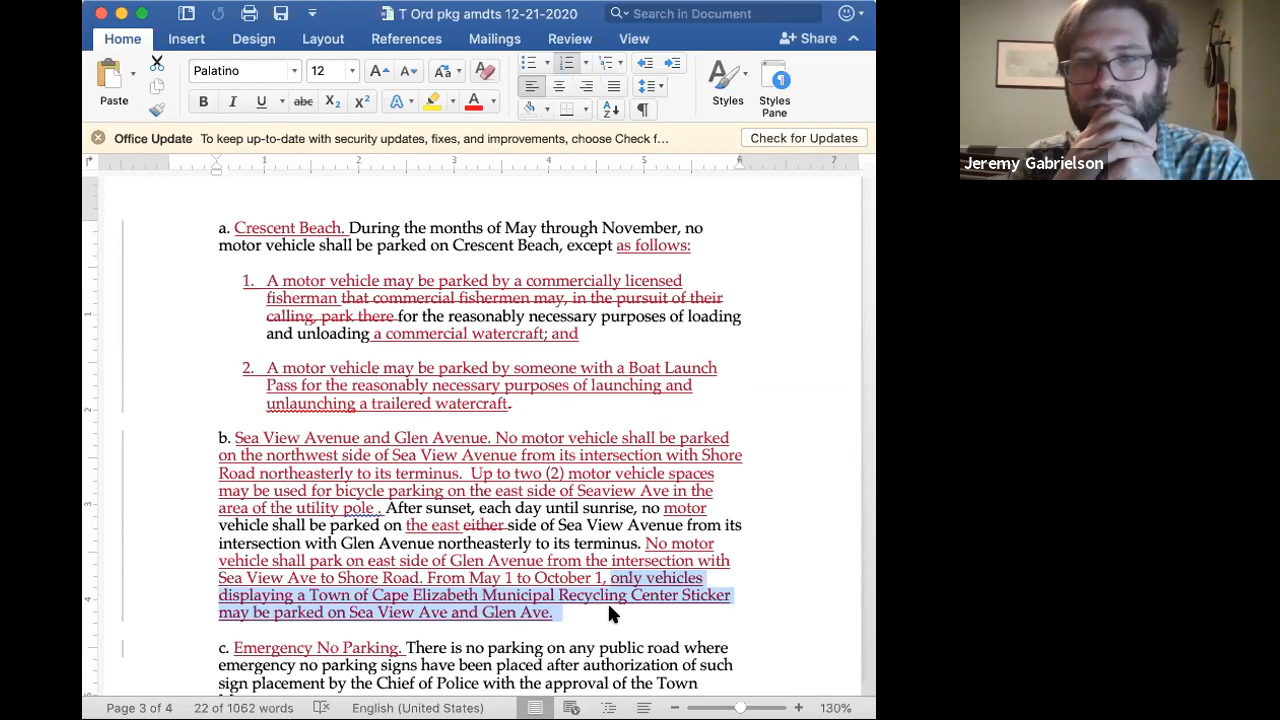 T Ord pkg amdts 12-21-2020
Search in Document
Home Insert Design Layout References Mailings Review View Share
Paste
Palatino 12
Styles
Styles Pane
Office Update To keep up-to-date with security updates, fixes, and improvements, choose Check f... Check for Updates
1 2 3 4 5 6 7
a. Crescent Beach. During the months of May through November, no
motor vehicle shall be parked on Crescent Beach, except as follows:
1. A motor vehicle may be parked by a commercially licensed
fisherman that commercial fishermen may, in the pursuit of their
calling, park there for the reasonably necessary purposes of loading
and unloading a commercial watercraft; and
2. A motor vehicle may be parked by someone with a Boat Launch
Pass for the reasonably necessary purposes of launching and
unlaunching a trailered watercraft.
b. Sea View Avenue and Glen Avenue. No motor vehicle shall be parked
on the northwest side of Sea View Avenue from its intersection with Shore
Road northeasterly to its terminus. Up to two (2) motor vehicle spaces
may be used for bicycle parking on the east side of Seaview Ave in the
area of the utility pole . After sunset, each day until sunrise, no motor
vehicle shall be parked on the east either side of Sea View Avenue from its
intersection with Glen Avenue northeasterly to its terminus. No motor
vehicle shall park on east side of Glen Avenue from the intersection with
Sea View Ave to Shore Road. From May 1 to October 1, only vehicles
displaying a Town of Cape Elizabeth Municipal Recycling Center Sticker
may be parked on Sea View Ave and Glen Ave.
c. Emergency No Parking. There is no parking on any public road where
emergency no parking signs have been placed after authorization of such
sign placement by the Chief of Police with the approval of the Town
Page 3 of 4 22 of 1062 words English (United States) Focus 130%
Jeremy Gabrielson